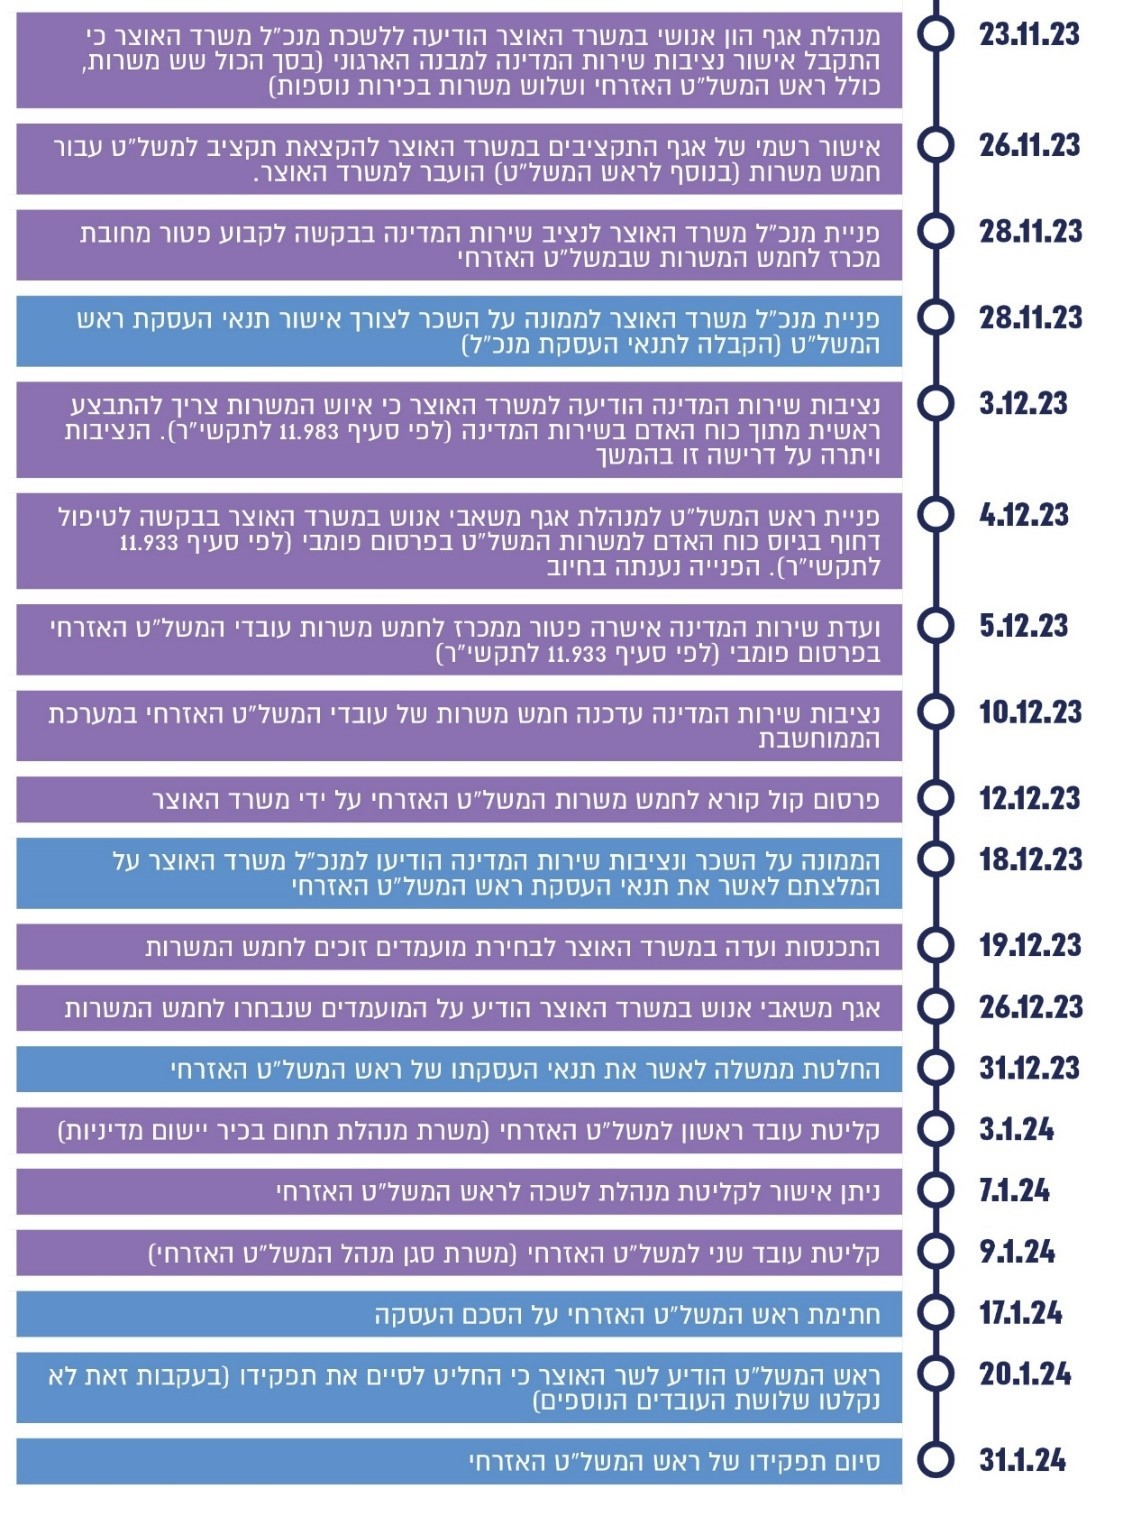 23.11.23
מנהלת אגף הון אנושי במשרד האוצר הודיעה ללשכת מנכ"ל משרד האוצר כי
התקבל אישור נציבות שירות המדינה למבנה הארגוני (בסך הכול שש משרות,
כולל ראש המשל"ט האזרחי ושלוש משרות בכירות נוספות)
26.11.23
אישור רשמי של אגף התקציבים במשרד האוצר להקצאת תקציב למשל"ט עבור
חמש משרות (בנוסף לראש המשל"ט) הועבר למשרד האוצר.
28.11.23
פניית מנכ"ל משרד האוצר לנציב שירות המדינה בבקשה לקבוע פטור מחובת
מכרז לחמש המשרות שבמשל"ט האזרחי
28.11.23
פניית מנכ"ל משרד האוצר לממונה על השכר לצורך אישור תנאי העסקת ראש
המשל"ט (הקבלה לתנאי העסקת מנכ"ל)
3.12.23
נציבות שירות המדינה הודיעה למשרד האוצר כי איוש המשרות צריך להתבצע
ראשית מתוך כוח האדם בשירות המדינה (לפי סעיף 11.983 לתקשי"ר). הנציבות
ויתרה על דרישה זו בהמשך
4.12.23
פניית ראש המשל"ט למנהלת אגף משאבי אנוש במשרד האוצר בבקשה לטיפול
דחוף בגיוס כוח האדם למשרות המשל"ט בפרסום פומבי (לפי סעיף 11.933
לתקשי"ר). הפנייה נענתה בחיוב
5.12.23
ועדת שירות המדינה אישרה פטור ממכרז לחמש משרות עובדי המשל"ט האזרחי
בפרסום פומבי (לפי סעיף 11.933 לתקשי"ר)
10.12.23
נציבות שירות המדינה עדכנה חמש משרות של עובדי המשל"ט האזרחי במערכת
הממוחשבת
12.12.23
פרסום קול קורא לחמש משרות המשל"ט האזרחי על ידי משרד האוצר
18.12.23
הממונה על השכר ונציבות שירות המדינה הודיעו למנכ"ל משרד האוצר על
המלצתם לאשר את תנאי העסקת ראש המשל"ט האזרחי
19.12.23
התכנסות ועדה במשרד האוצר לבחירת מועמדים זוכים לחמש המשרות
26.12.23
אגף משאבי אנוש במשרד האוצר הודיע על המועמדים שנבחרו לחמש המשרות
31.12.23
החלטת ממשלה לאשר את תנאי העסקתו של ראש המשל"ט האזרחי
3.1.24
קליטת עובד ראשון למשל"ט האזרחי (משרת מנהלת תחום בכיר יישום מדיניות)
7.1.24
ניתן אישור לקליטת מנהלת לשכה לראש המשל"ט האזרחי
9.1.24
קליטת עובד שני למשל"ט האזרחי (משרת סגן מנהל המשל"ט האזרחי)
17.1.24
חתימת ראש המשל"ט האזרחי על הסכם העסקה
20.1.24
ראש המשל"ט הודיע לשר האוצר כי החליט לסיים את תפקידו (בעקבות זאת לא
נקלטו שלושת העובדים הנוספים)
31.1.24
סיום תפקידו של ראש המשל"ט האזרחי